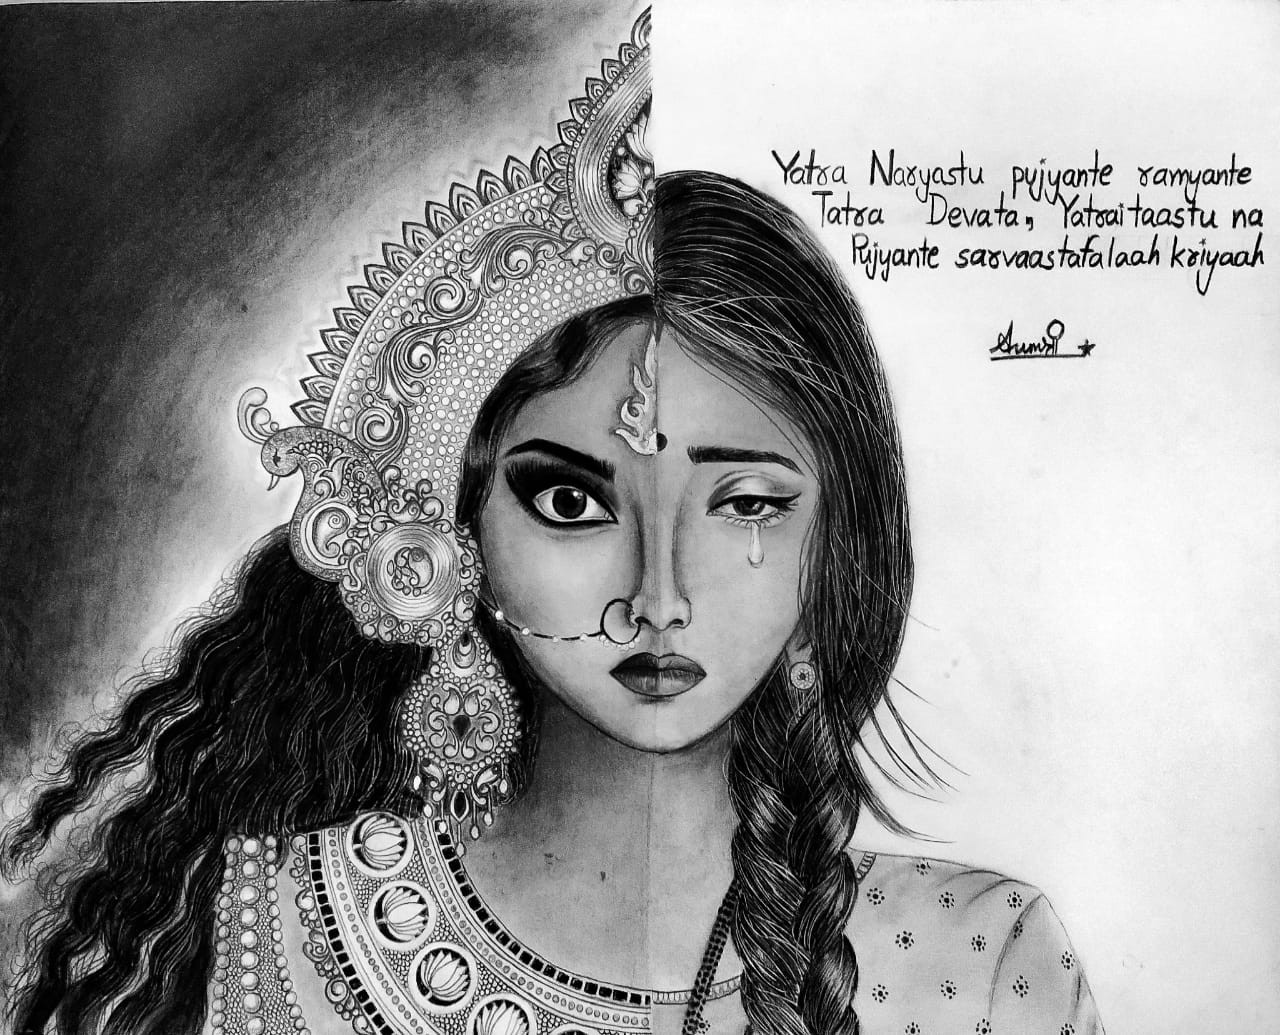 Yatra Naryastu pujyante ramyante
Tatra Devata, Yatraitaastu na
Pujyante sarvaastafalaah kriyaah